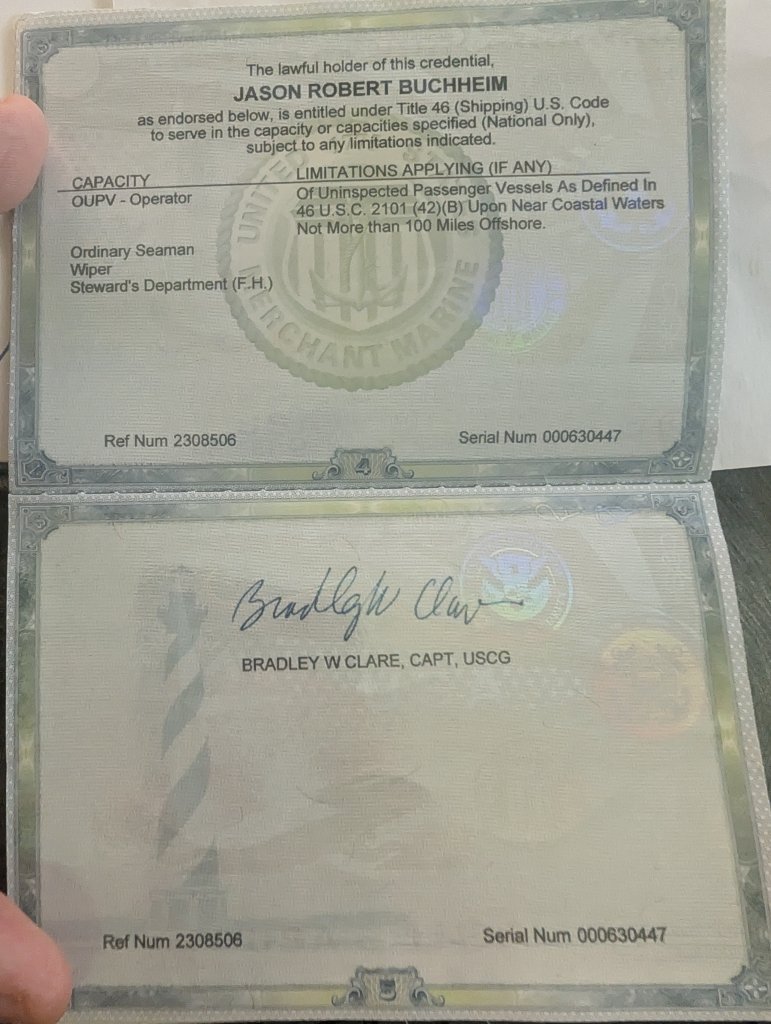 The lawful holder of this credential,
JASON ROBERT BUCHHEIM
as endorsed below, is entitled under Title 46 (Shipping) U.S. Code
to serve in the capacity or capacities specified (National Only),
subject to any limitations indicated.
CAPACITY
LIMITATIONS APPLYING (IF ANY)
OUPV - Operator
Of Uninspected Passenger Vessels As Defined In
46 U.S.C. 2101 (42)(B) Upon Near Coastal Waters
Not More than 100 Miles Offshore.
Ordinary Seaman
Wiper
Steward's Department (F.H.)
UNITED S
MERCHANT MARINE
Ref Num 2308506
Serial Num 000630447
4
Bradley W Clare
BRADLEY W CLARE, CAPT, USCG
Ref Num 2308506
Serial Num 000630447
5